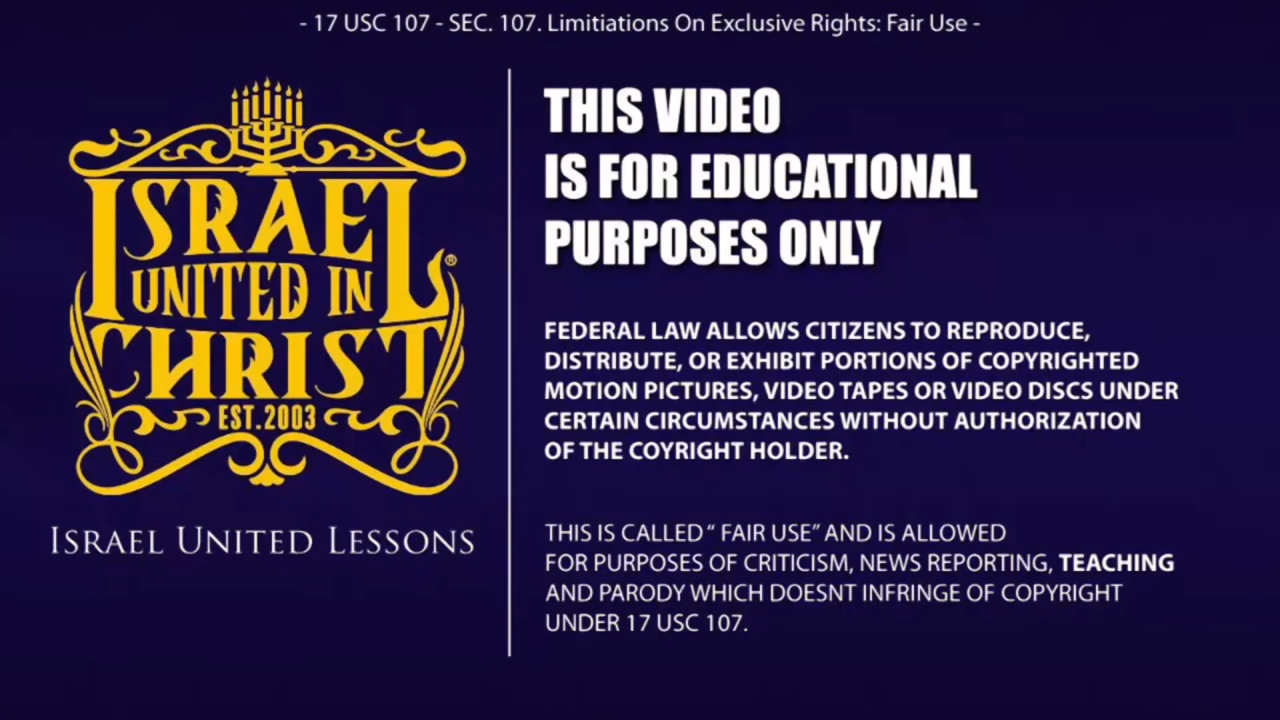 - 17 USC 107 - SEC. 107. Limitiations On Exclusive Rights: Fair Use -
ISRAEL
UNITED IN
CHRIST
EST.2003
®
ISRAEL UNITED LESSONS
THIS VIDEO
IS FOR EDUCATIONAL
PURPOSES ONLY
FEDERAL LAW ALLOWS CITIZENS TO REPRODUCE,
DISTRIBUTE, OR EXHIBIT PORTIONS OF COPYRIGHTED
MOTION PICTURES, VIDEO TAPES OR VIDEO DISCS UNDER
CERTAIN CIRCUMSTANCES WITHOUT AUTHORIZATION
OF THE COYRIGHT HOLDER.
THIS IS CALLED “ FAIR USE” AND IS ALLOWED
FOR PURPOSES OF CRITICISM, NEWS REPORTING, TEACHING
AND PARODY WHICH DOESNT INFRINGE OF COPYRIGHT
UNDER 17 USC 107.